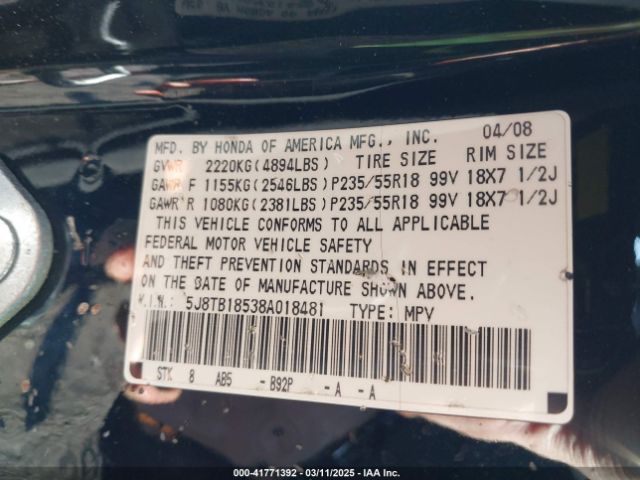 MFD. BY HONDA OF AMERICA MFG., INC. 04/08
GVWR 2220KG(4894LBS) TIRE SIZE RIM SIZE
GAWR F 1155KG(2546LBS)P235/55R18 99V 18X7 1/2J
GAWR R 1080KG(2381LBS)P235/55R18 99V 18X7 1/2J
THIS VEHICLE CONFORMS TO ALL APPLICABLE
FEDERAL MOTOR VEHICLE SAFETY
AND THEFT PREVENTION STANDARDS IN EFFECT
ON THE DATE OF MANUFACTURE SHOWN ABOVE.
V.I.N.: 5J8TB18538A018481 TYPE: MPV
STK 8 AB5 - B92P - A - A
000-41771392 — 03/11/2025 — IAA Inc.